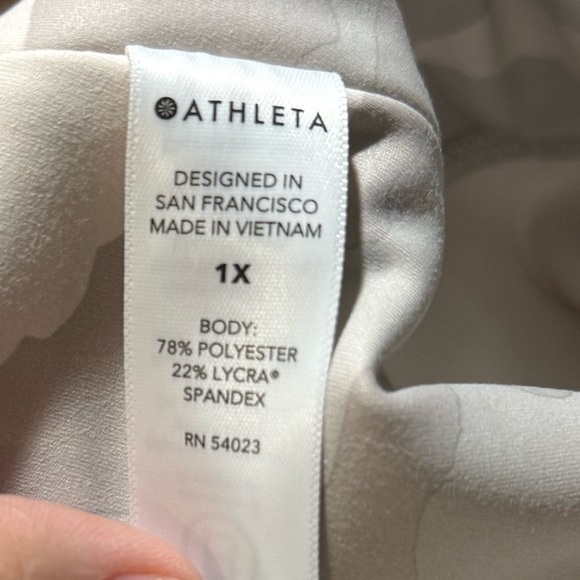 ATHLETA
DESIGNED IN
SAN FRANCISCO
MADE IN VIETNAM
1X
BODY:
78% POLYESTER
22% LYCRA®
SPANDEX
RN 54023